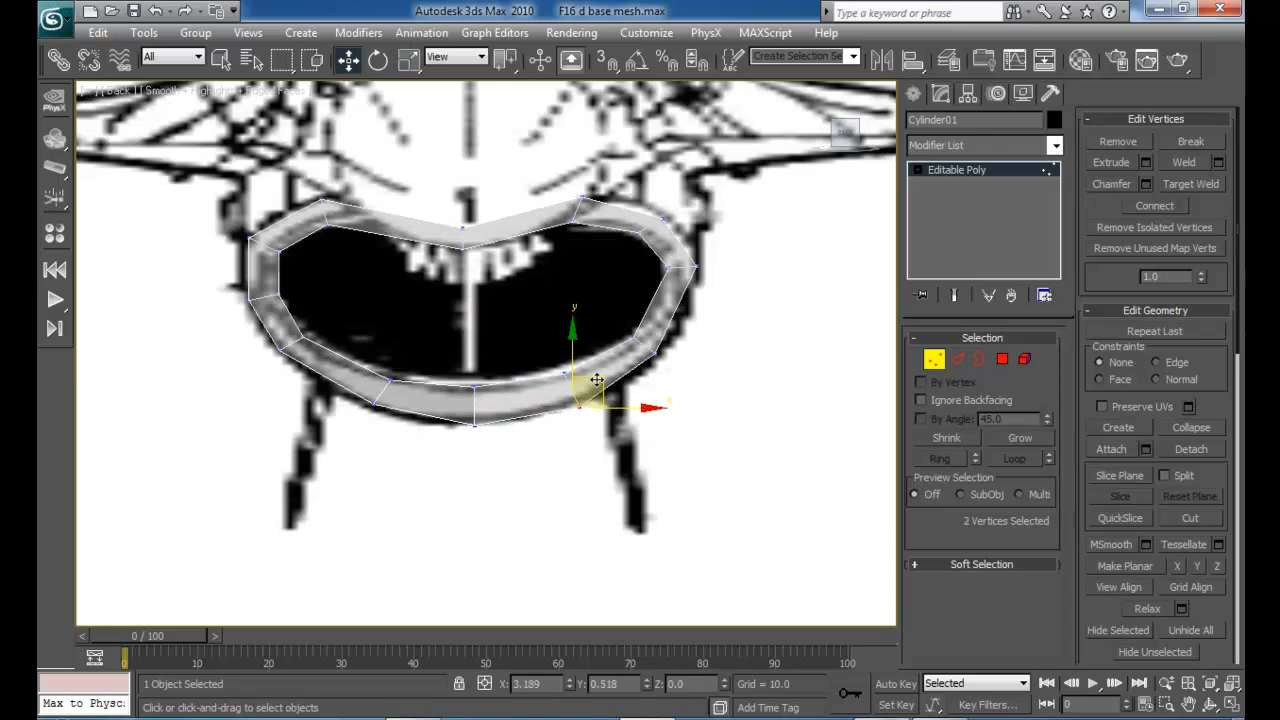 Autodesk 3ds Max 2010 F16 d base mesh.max
Type a keyword or phrase
Edit Tools Group Views Create Modifiers Animation Graph Editors Rendering Customize PhysX MAXScript Help
All View Create Selection Se
PhysX
Cylinder01
Modifier List
Editable Poly
Selection
By Vertex
Ignore Backfacing
By Angle: 45.0
Shrink Grow
Ring Loop
Preview Selection
Off SubObj Multi
2 Vertices Selected
Soft Selection
Edit Vertices
Remove Break
Extrude Weld
Chamfer Target Weld
Connect
Remove Isolated Vertices
Remove Unused Map Verts
1.0
Edit Geometry
Repeat Last
Constraints
None Edge
Face Normal
Preserve UVs
Create Collapse
Attach Detach
Slice Plane Split
Slice Reset Plane
QuickSlice Cut
MSmooth Tessellate
Make Planar X Y Z
View Align Grid Align
Relax
Hide Selected Unhide All
Hide Unselected
y
0 / 100
0 10 20 30 40 50 60 70 80 90 100
1 Object Selected X: 3.189 Y: 0.518 Z: 0.0 Grid = 10.0 Auto Key Selected
Max to Physc: Click or click-and-drag to select objects Add Time Tag Set Key Key Filters... 0